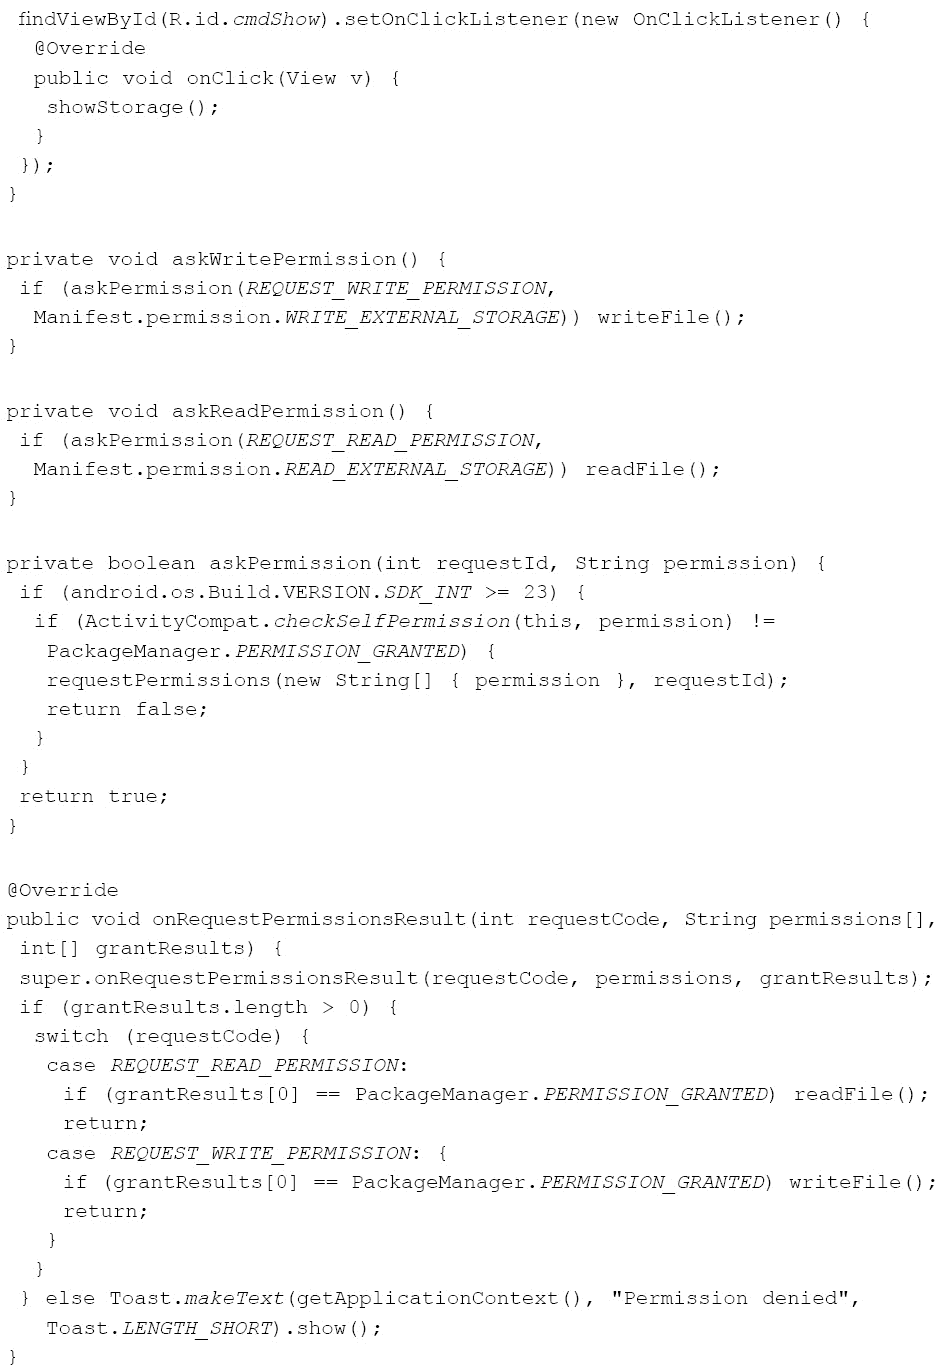 findViewById(R.id.cmdShow).setOnClickListener(new OnClickListener() {
@Override
public void onClick(View v) {
showStorage();
}
});
}
private void askWritePermission() {
if (askPermission(REQUEST_WRITE_PERMISSION,
Manifest.permission.WRITE_EXTERNAL_STORAGE)) writeFile();
}
private void askReadPermission() {
if (askPermission(REQUEST_READ_PERMISSION,
Manifest.permission.READ_EXTERNAL_STORAGE)) readFile();
}
private boolean askPermission(int requestId, String permission) {
if (android.os.Build.VERSION.SDK_INT >= 23) {
if (ActivityCompat.checkSelfPermission(this, permission) !=
PackageManager.PERMISSION_GRANTED) {
requestPermissions(new String[] { permission }, requestId);
return false;
}
}
return true;
}
@Override
public void onRequestPermissionsResult(int requestCode, String permissions[],
int[] grantResults) {
super.onRequestPermissionsResult(requestCode, permissions, grantResults);
if (grantResults.length > 0) {
switch (requestCode) {
case REQUEST_READ_PERMISSION:
if (grantResults[0] == PackageManager.PERMISSION_GRANTED) readFile();
return;
case REQUEST_WRITE_PERMISSION: {
if (grantResults[0] == PackageManager.PERMISSION_GRANTED) writeFile();
return;
}
}
} else Toast.makeText(getApplicationContext(), "Permission denied",
Toast.LENGTH_SHORT).show();
}